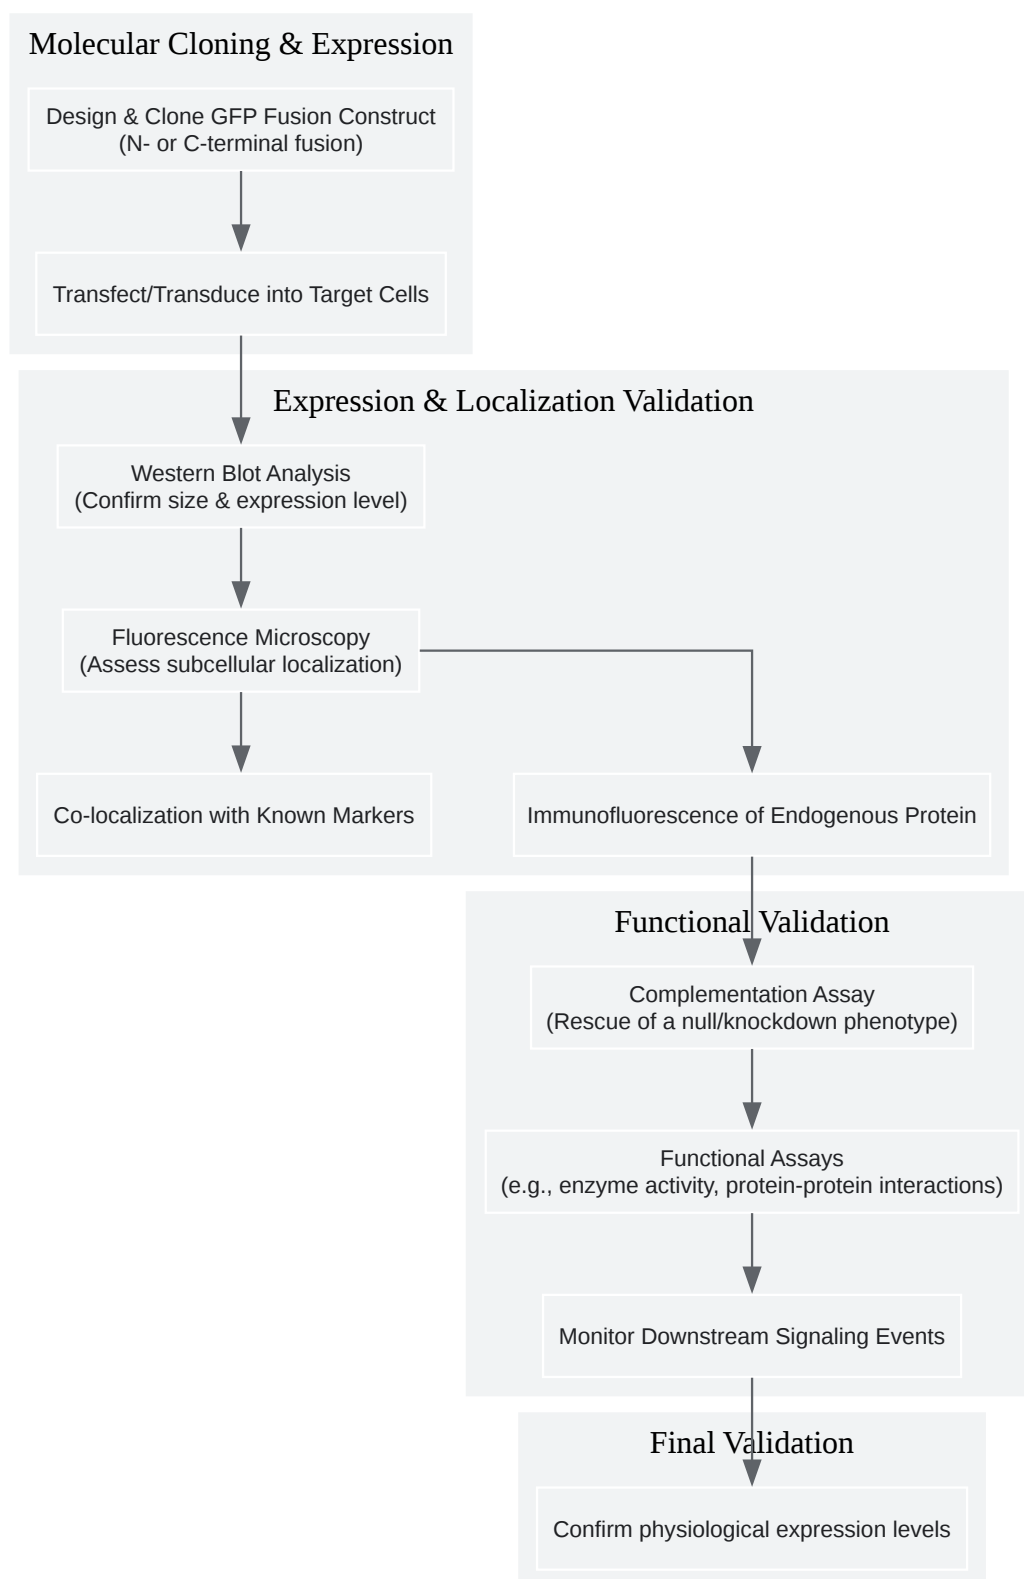 Molecular Cloning & Expression
Design & Clone GFP Fusion Construct
(N- or C-terminal fusion)
Transfect/Transduce into Target Cells
Expression & Localization Validation
Western Blot Analysis
(Confirm size & expression level)
Fluorescence Microscopy
(Assess subcellular localization)
Co-localization with Known Markers
Immunofluorescence of Endogenous Protein
Functional Validation
Complementation Assay
(Rescue of a null/knockdown phenotype)
Functional Assays
(e.g., enzyme activity, protein-protein interactions)
Monitor Downstream Signaling Events
Final Validation
Confirm physiological expression levels